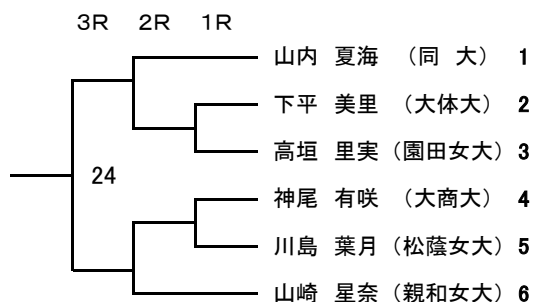 ３Ｒ ２Ｒ １Ｒ
山内 夏海 （同 大） 1
下平 美里 （大体大） 2
高垣 里実（園田女大） 3
24
神尾 有咲 （大商大） 4
川島 葉月（松蔭女大） 5
山崎 星奈（親和女大） 6